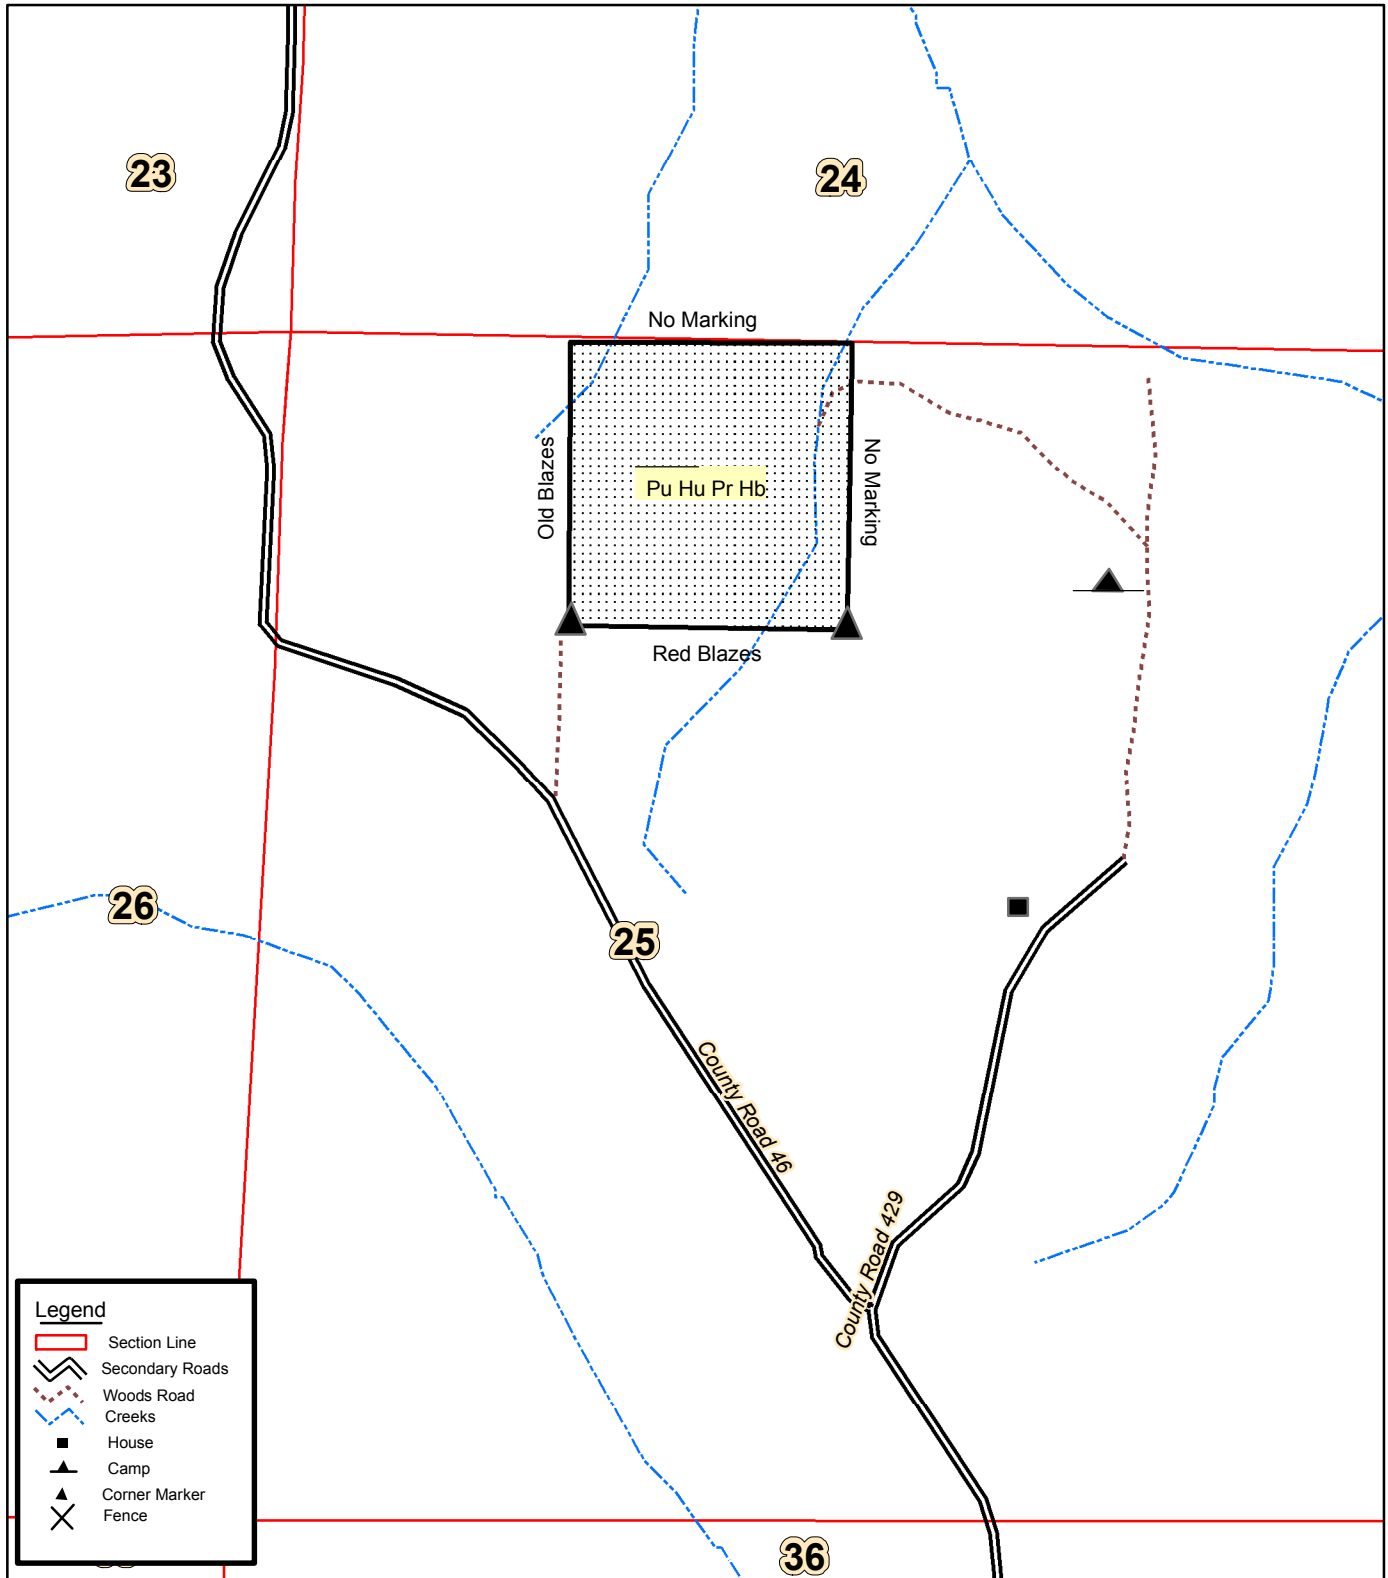 23
24
No Marking
Old Blazes
Pu Hu Pr Hb
No Marking
Red Blazes
26
25
County Road 46
County Road 429
Legend
Section Line
Secondary Roads
Woods Road
Creeks
House
Camp
Corner Marker
Fence
36